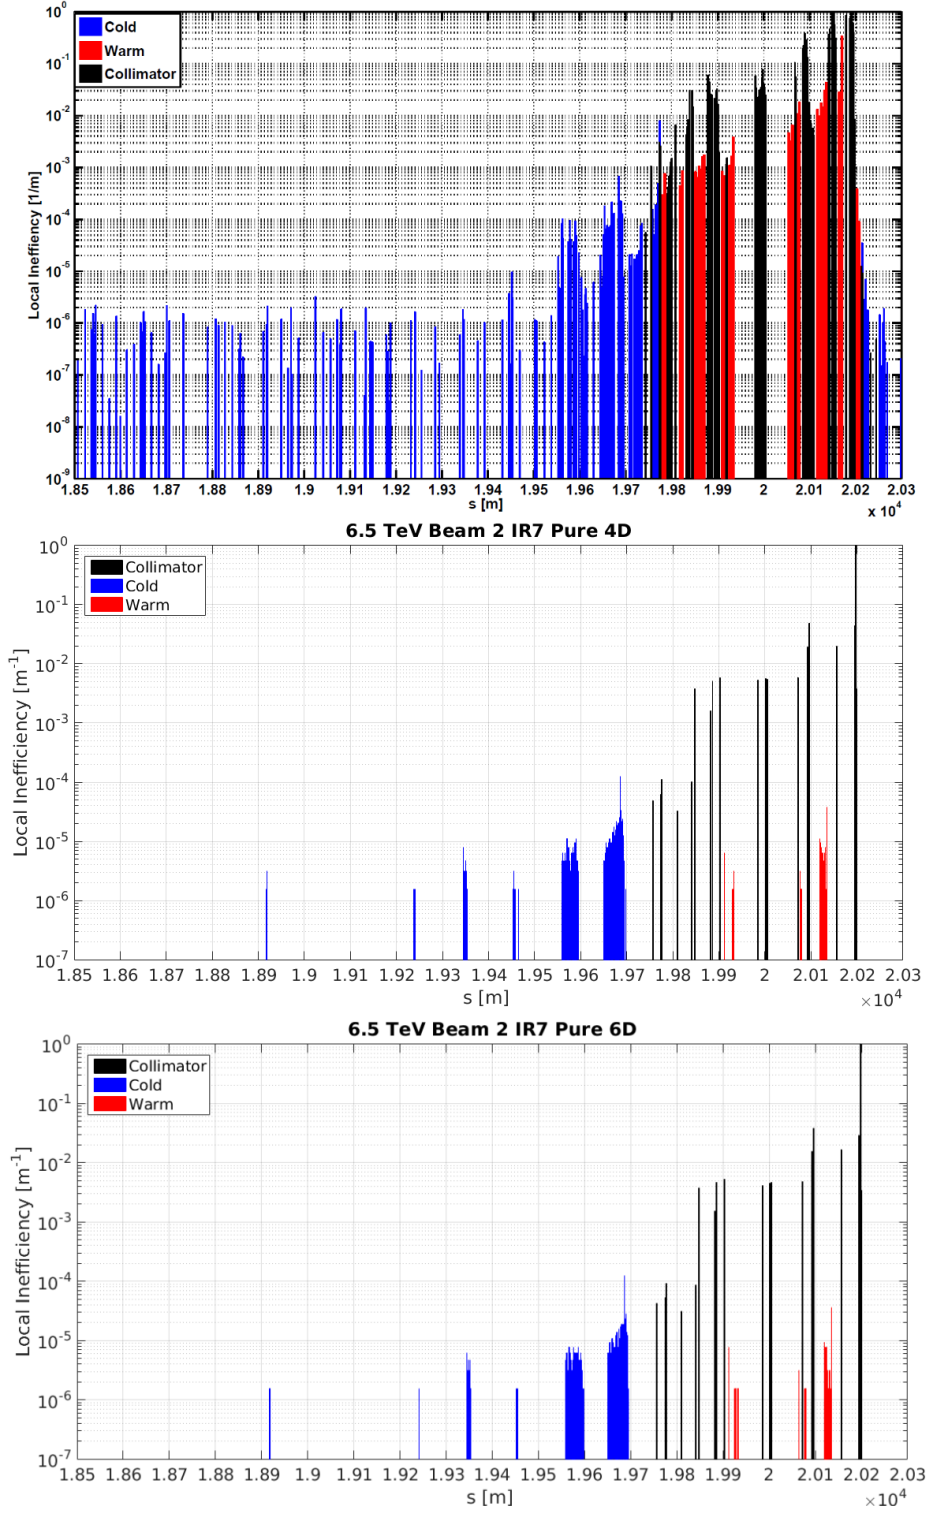 10^0
Cold
Warm
Collimator
10^-1
10^-2
10^-3
10^-4
10^-5
10^-6
10^-7
10^-8
10^-9
Local Ineffiency [1/m]
1.85 1.86 1.87 1.88 1.89 1.9 1.91 1.92 1.93 1.94 1.95 1.96 1.97 1.98 1.99 2 2.01 2.02 2.03
s [m]
x 10^4
6.5 TeV Beam 2 IR7 Pure 4D
10^0
Collimator
Cold
Warm
10^-1
10^-2
10^-3
10^-4
10^-5
10^-6
10^-7
Local Inefficiency [m^-1]
1.85 1.86 1.87 1.88 1.89 1.9 1.91 1.92 1.93 1.94 1.95 1.96 1.97 1.98 1.99 2 2.01 2.02 2.03
s [m]
×10^4
6.5 TeV Beam 2 IR7 Pure 6D
10^0
Collimator
Cold
Warm
10^-1
10^-2
10^-3
10^-4
10^-5
10^-6
10^-7
Local Inefficiency [m^-1]
1.85 1.86 1.87 1.88 1.89 1.9 1.91 1.92 1.93 1.94 1.95 1.96 1.97 1.98 1.99 2 2.01 2.02 2.03
s [m]
×10^4